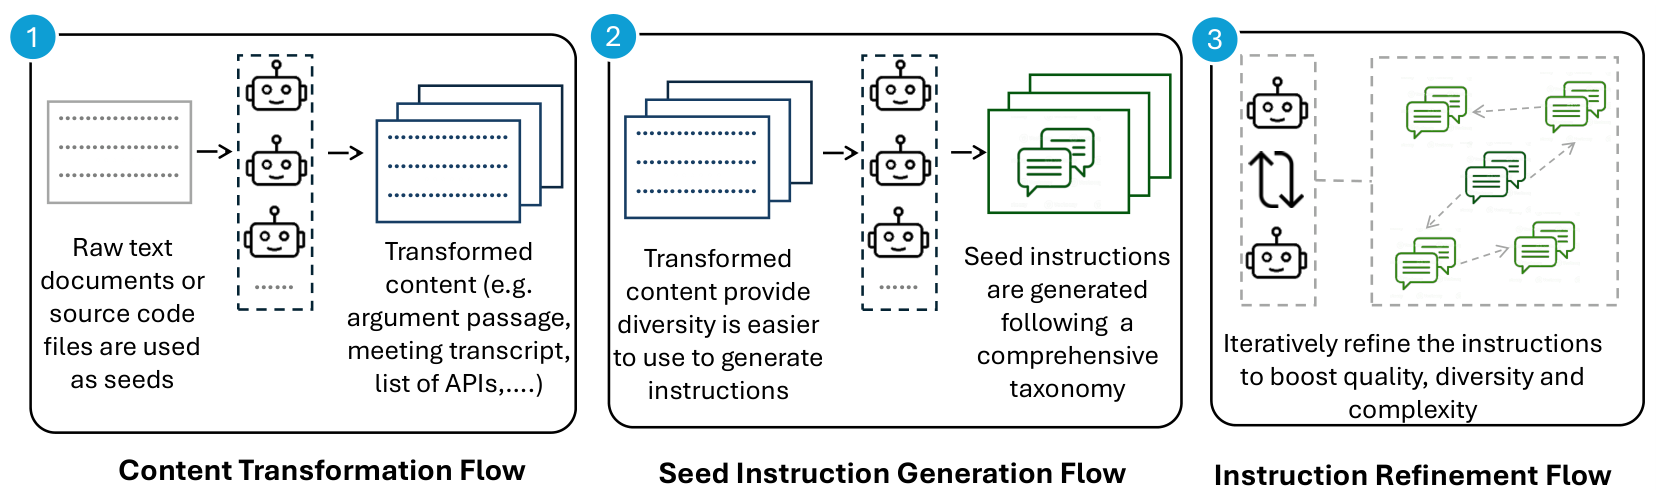 1
Raw text
documents or
source code
files are used
as seeds
......
Transformed
content (e.g.
argument passage,
meeting transcript,
list of APIs,....)
Content Transformation Flow
2
Transformed
content provide
diversity is easier
to use to generate
instructions
......
Seed instructions
are generated
following a
comprehensive
taxonomy
Seed Instruction Generation Flow
3
Iteratively refine the instructions
to boost quality, diversity and
complexity
Instruction Refinement Flow